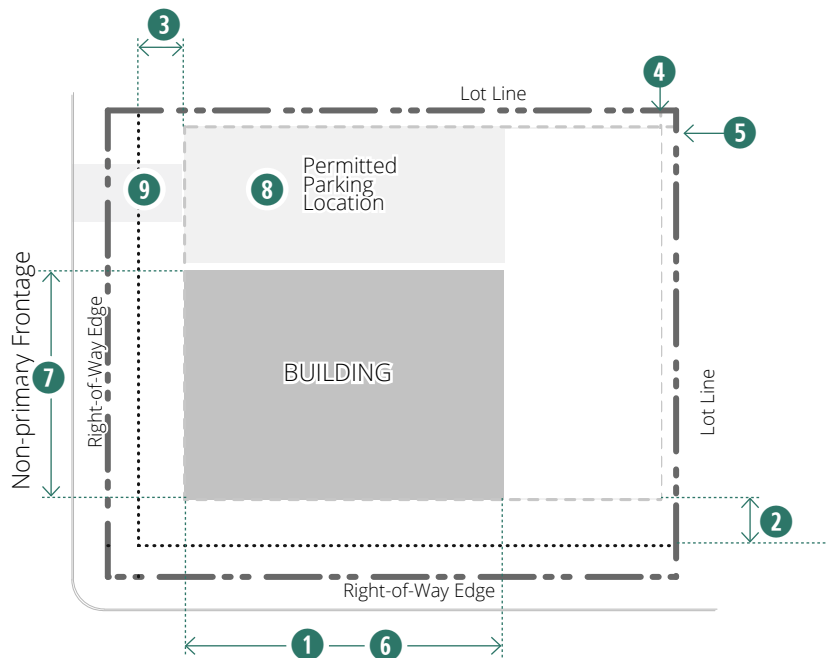 3
4
Lot Line
5
Permitted
Parking
Location
9
8
Non-primary Frontage
Right-of-Way Edge
7
BUILDING
Lot Line
2
Right-of-Way Edge
1
6